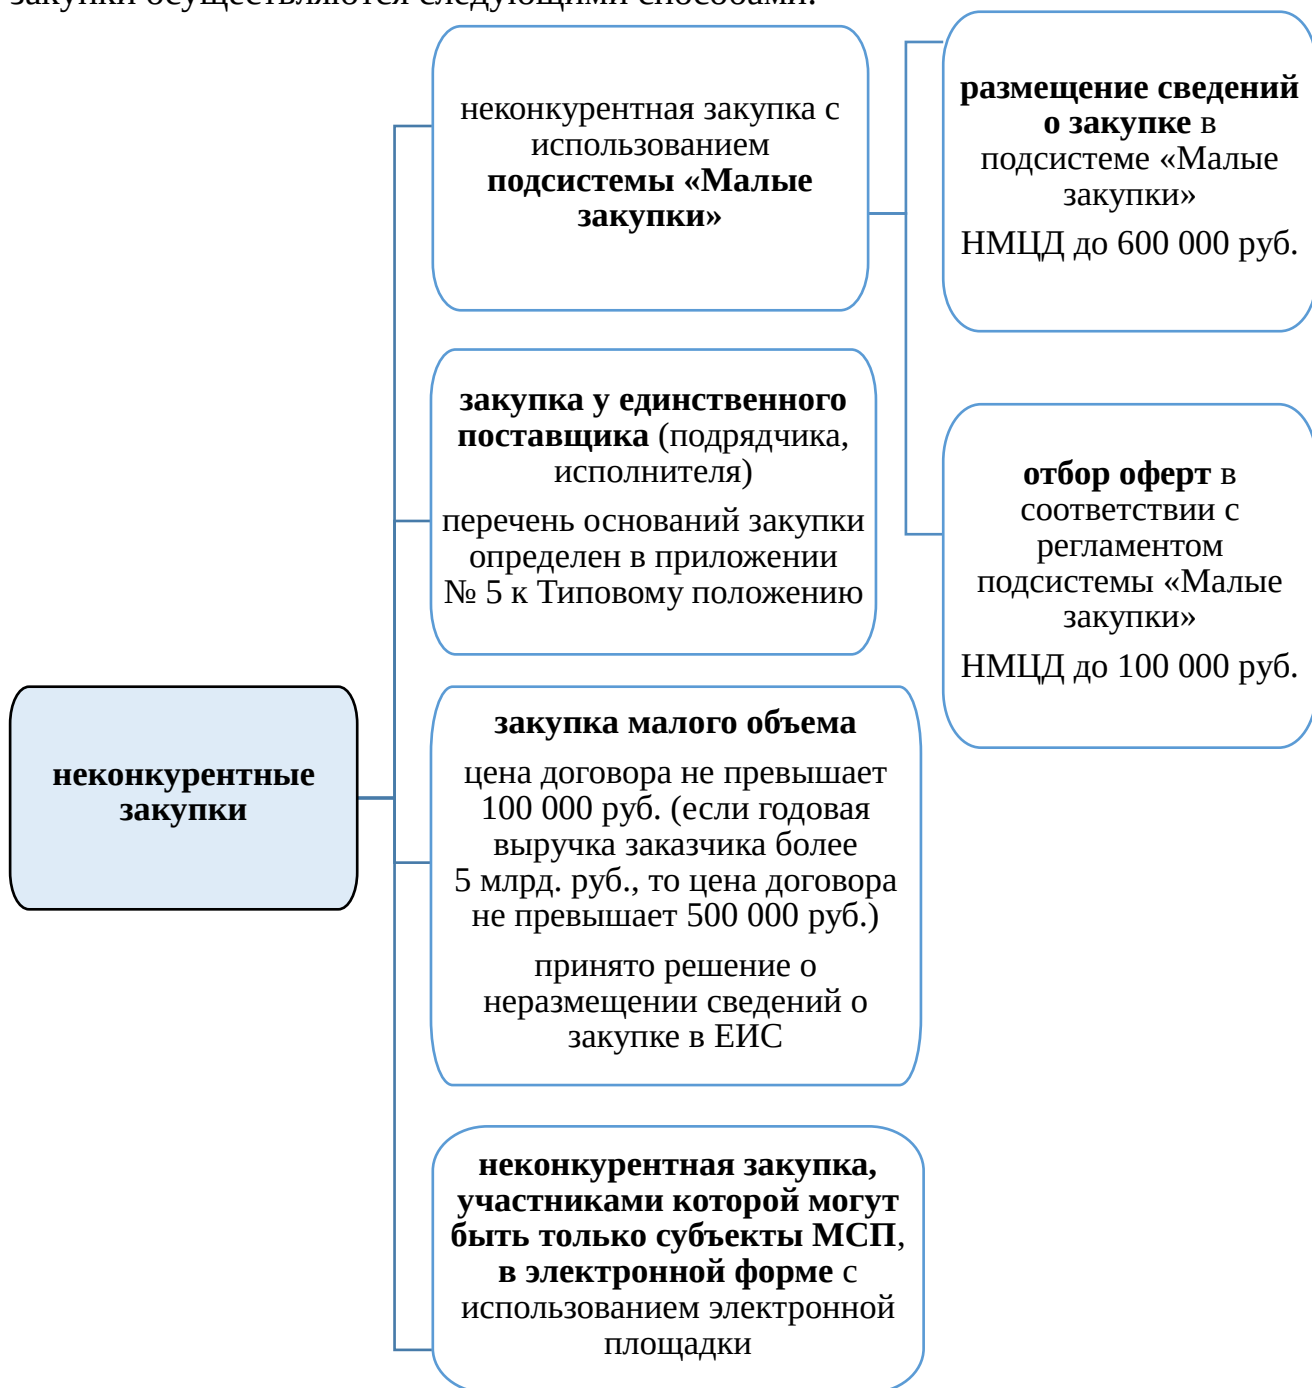 закупки осуществляются следующими способами:
неконкурентная закупка с
использованием
подсистемы «Малые
закупки»
размещение сведений
о закупке в
подсистеме «Малые
закупки»
НМЦД до 600 000 руб.
отбор оферт в
соответствии с
регламентом
подсистемы «Малые
закупки»
НМЦД до 100 000 руб.
закупка у единственного
поставщика (подрядчика,
исполнителя)
перечень оснований закупки
определен в приложении
№ 5 к Типовому положению
неконкурентные
закупки
закупка малого объема
цена договора не превышает
100 000 руб. (если годовая
выручка заказчика более
5 млрд. руб., то цена договора
не превышает 500 000 руб.)
принято решение о
неразмещении сведений о
закупке в ЕИС
неконкурентная закупка,
участниками которой могут
быть только субъекты МСП,
в электронной форме с
использованием электронной
площадки